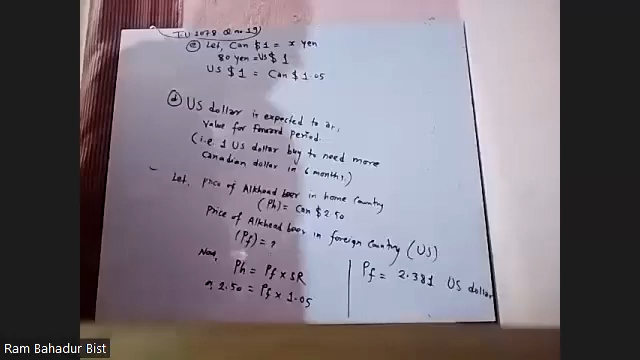 TU 2078 Q no 19)
(c) Let, Can $ 1 = x yen
80 yen = US $ 1
US $ 1 = Can $ 1.05
(d) US dollar is expected to
value for forward period.
(i.e. 1 US dollar buy to need more
Canadian dollar in 6 months.)
Let, price of Alkhead beer in home country
(Ph) = Can $ 2.50
Price of Alkhead beer in foreign country (US)
(Pf) = ?
Now,
Ph = Pf x SR
or, 2.50 = Pf x 1.05
Pf = 2.381 US dollar
Ram Bahadur Bist